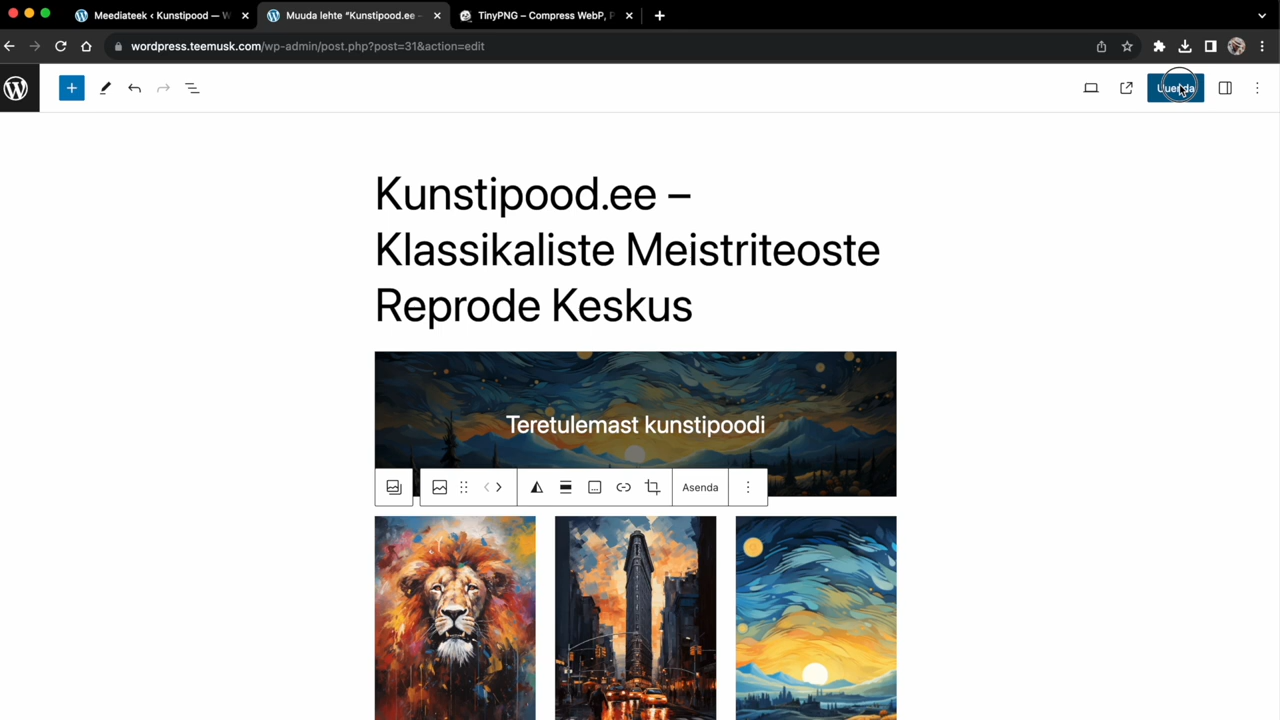 Meediateek ‹ Kunstipood — W
Muuda lehte "Kunstipood.ee –
TinyPNG – Compress WebP, P
wordpress.teemusk.com/wp-admin/post.php?post=31&action=edit
Uuenda
Kunstipood.ee –
Klassikaliste Meistriteoste
Reprode Keskus
Teretulemast kunstipoodi
Asenda